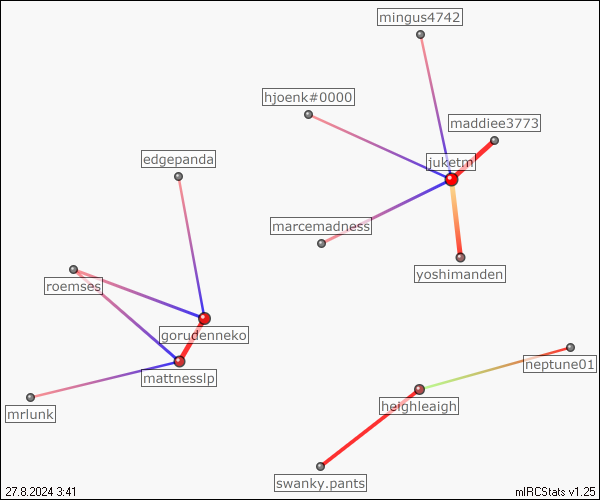 mingus4742
hjoenk#0000
maddiee3773
edgepanda
juketm
marcemadness
yoshimanden
roemses
gorudenneko
mattnesslp
neptune01
mrlunk
heighleaigh
swanky.pants
27.8.2024 3:41
mIRCStats v1.25